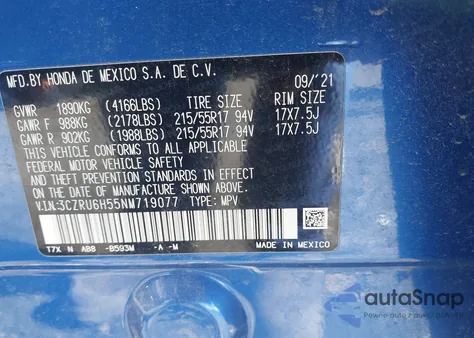 MFD.BY HONDA DE MEXICO S.A. DE C.V.
09/'21
GVWR 1890KG (4166LBS) TIRE SIZE RIM SIZE
GAWR F 988KG (2178LBS) 215/55R17 94V 17X7.5J
GAWR R 902KG (1988LBS) 215/55R17 94V 17X7.5J
THIS VEHICLE CONFORMS TO ALL APPLICABLE
FEDERAL MOTOR VEHICLE SAFETY
AND THEFT PREVENTION STANDARDS IN EFFECT
ON THE DATE OF MANUFACTURE SHOWN ABOVE.
V.I.N:3CZRU6H55NM719077 TYPE: MPV
T7X N AB8 -B593M -A -M
MADE IN MEXICO
autoSnap